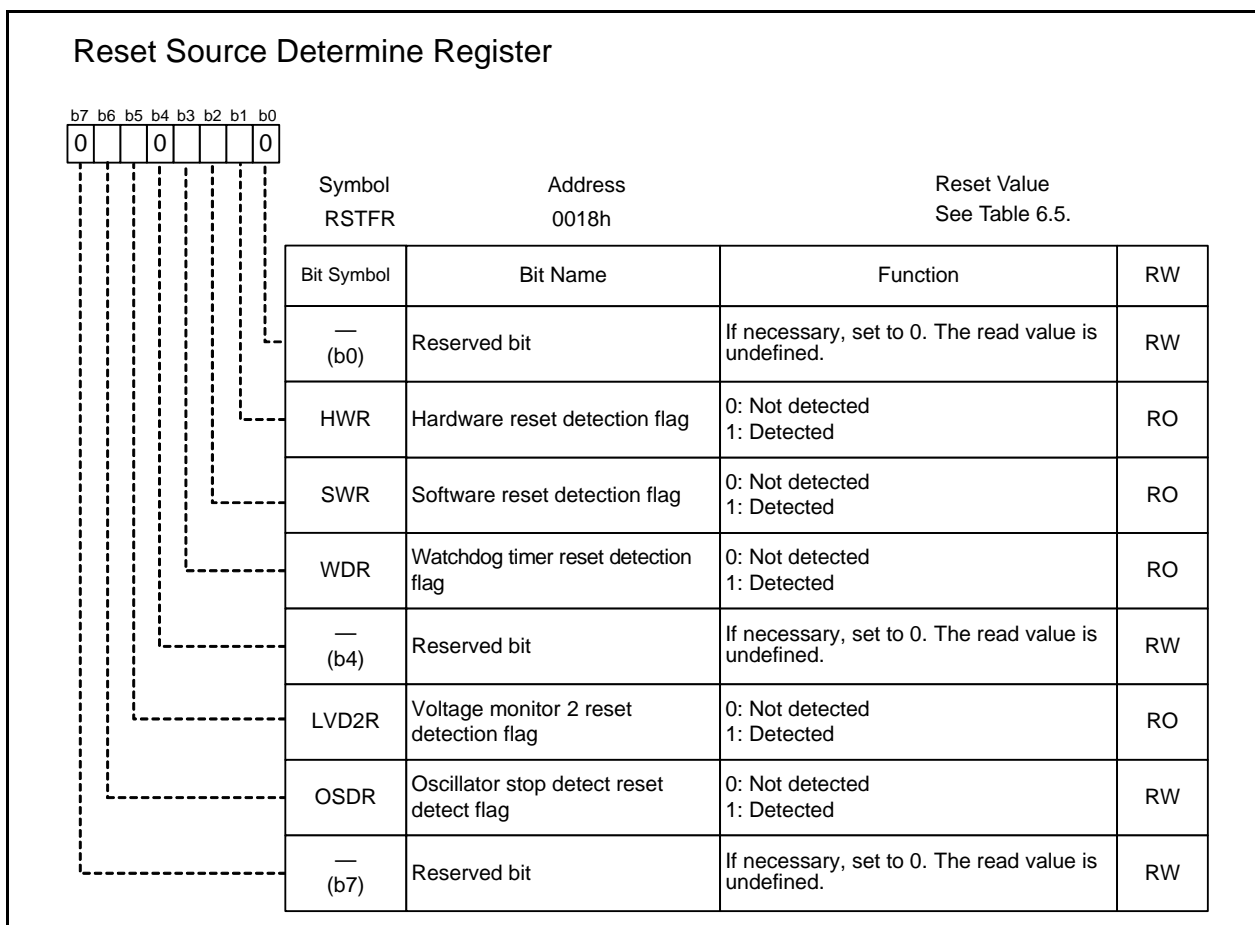 Reset Source Determine Register
b7 b6 b5 b4 b3 b2 b1 b0
0 0 0
Symbol Address Reset Value
RSTFR 0018h See Table 6.5.
Bit Symbol Bit Name Function RW
—
(b0)
Reserved bit
If necessary, set to 0. The read value is
undefined.
RW
HWR
Hardware reset detection flag
0: Not detected
1: Detected
RO
SWR
Software reset detection flag
0: Not detected
1: Detected
RO
WDR
Watchdog timer reset detection
flag
0: Not detected
1: Detected
RO
—
(b4)
Reserved bit
If necessary, set to 0. The read value is
undefined.
RW
LVD2R
Voltage monitor 2 reset
detection flag
0: Not detected
1: Detected
RO
OSDR
Oscillator stop detect reset
detect flag
0: Not detected
1: Detected
RW
—
(b7)
Reserved bit
If necessary, set to 0. The read value is
undefined.
RW